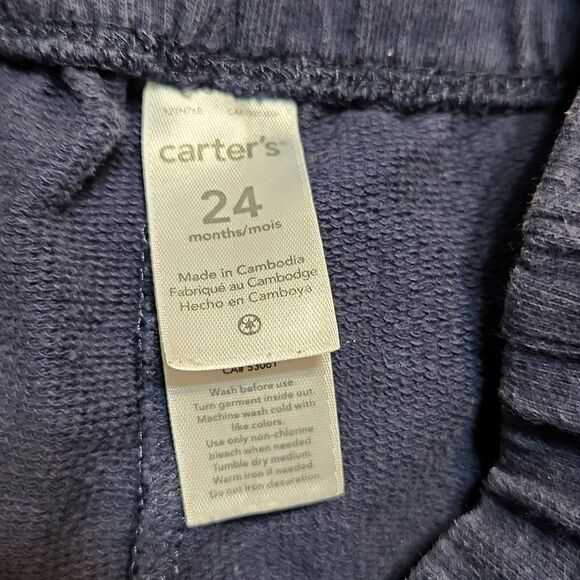 carter's
24
months/mois
Made in Cambodia
Fabriqué au Cambodge
Hecho en Camboya
CA# 53061
Wash before use
Turn garment inside out
Machine wash cold with
like colors.
Use only non-chlorine
bleach when needed.
Tumble dry medium.
Warm iron if needed.
Do not iron decoration.